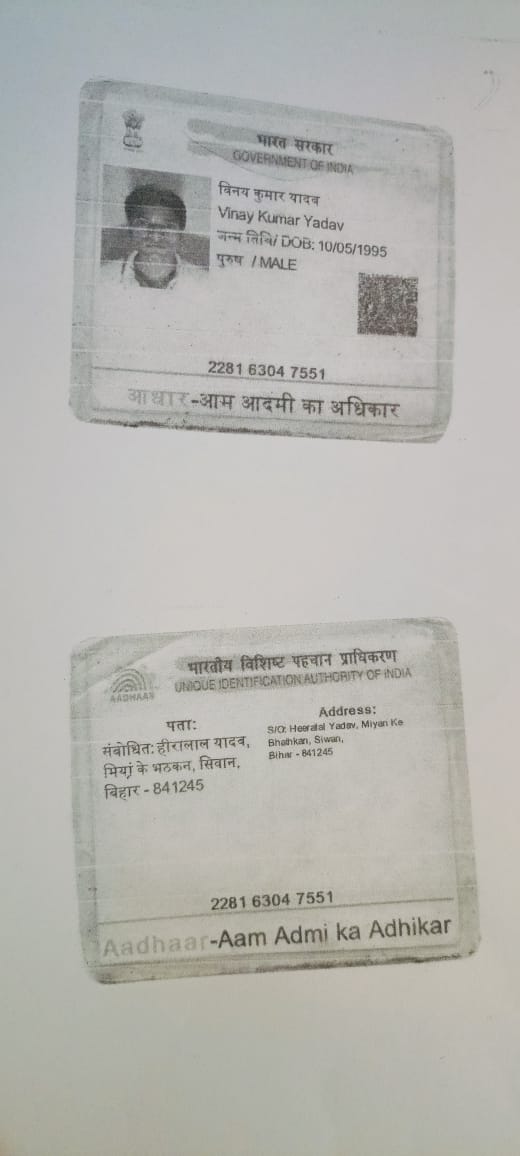 भारत सरकार
GOVERNMENT OF INDIA
विनय कुमार यादव
Vinay Kumar Yadav
जन्म तिथि/ DOB: 10/05/1995
पुरुष / MALE
2281 6304 7551
आधार-आम आदमी का अधिकार
भारतीय विशिष्ट पहचान प्राधिकरण
UNIQUE IDENTIFICATION AUTHORITY OF INDIA
AADHAAR
पता:
संबोधित: हीरालाल यादव,
मियां के भठकन, सिवान,
बिहार - 841245
Address:
S/O: Heeralal Yadav, Miyan Ke
Bhathkan, Siwan,
Bihar - 841245
2281 6304 7551
Aadhaar-Aam Admi ka Adhikar